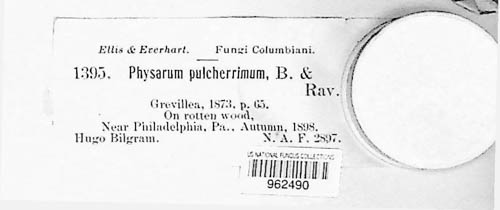 Ellis & Everhart. Fungi Columbiani.
1395. Physarum pulcherrimum, B. &
Rav.
Grevillea, 1873, p. 65.
On rotten wood,
Near Philadelphia, Pa., Autumn, 1898.
Hugo Bilgram. N. A. F. 2897.
US NATIONAL FUNGUS COLLECTIONS
962490